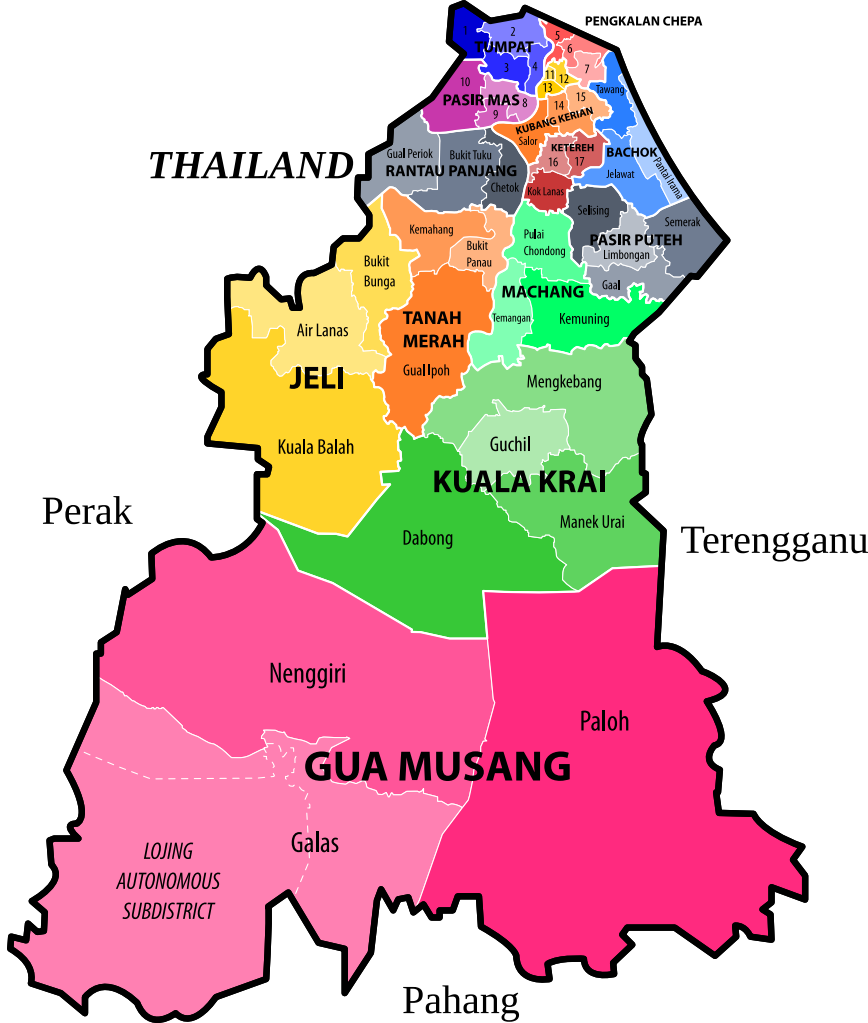 PENGKALAN CHEPA
1
2
TUMPAT
3
4
5
6
7
11
12
13
10
PASIR MAS
8
9
14
15
KUBANG KERIAN
Salor
Tawang
THAILAND
Gual Periok
Bukit Tuku
RANTAU PANJANG
Chetok
KETEREH
16
17
Kok Lanas
BACHOK
Jelawat
Pantai Irama
Selising
Semerak
PASIR PUTEH
Limbongan
Gaal
Kemahang
Bukit
Panau
Pulai
Chondong
Bukit
Bunga
MACHANG
Temangan
Kemuning
Air Lanas
TANAH
MERAH
Gual Ipoh
JELI
Kuala Balah
Mengkebang
Guchil
KUALA KRAI
Manek Urai
Dabong
Perak
Terengganu
Nenggiri
Paloh
GUA MUSANG
Galas
LOJING
AUTONOMOUS
SUBDISTRICT
Pahang